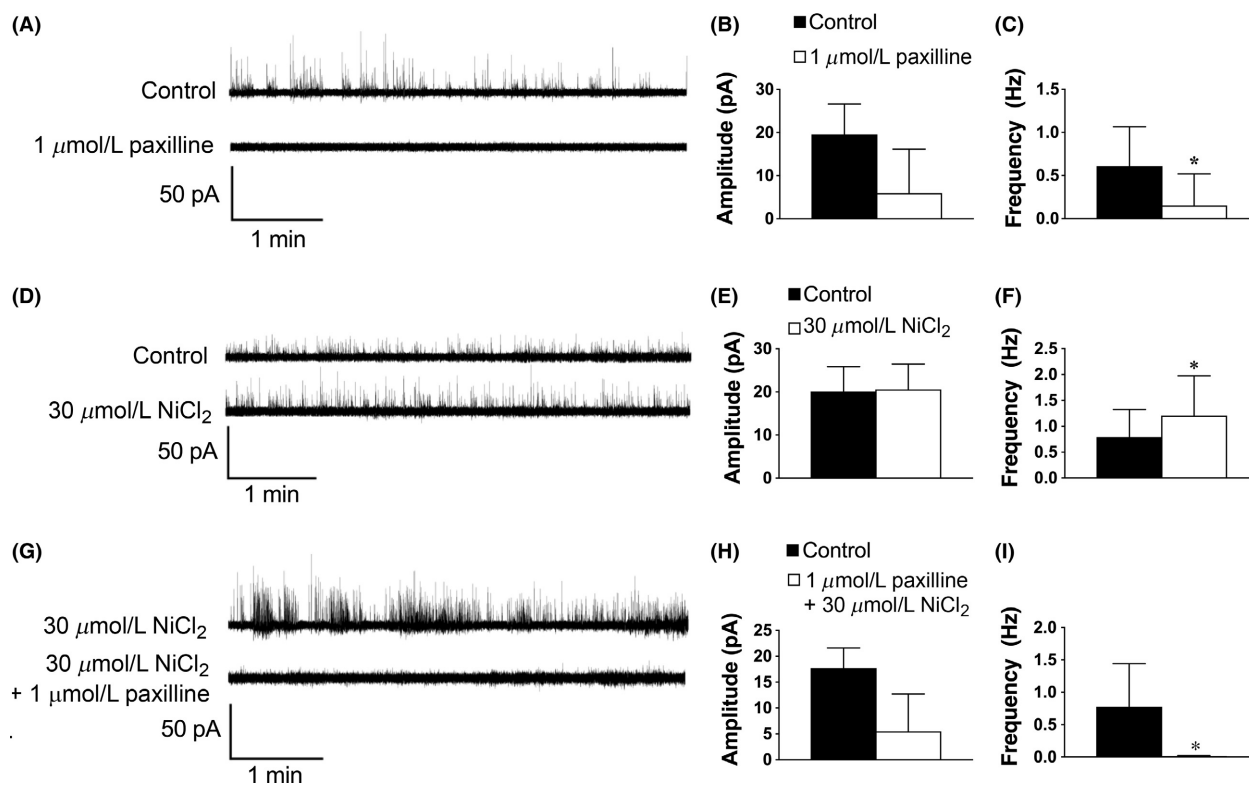 (A)
Control
1 μmol/L paxilline
50 pA
1 min
(B)
Control
1 μmol/L paxilline
Amplitude (pA)
30
20
10
0
(C)
Frequency (Hz)
1.5
1.0
0.5
0.0
*
(D)
Control
30 μmol/L NiCl2
50 pA
1 min
(E)
Control
30 μmol/L NiCl2
Amplitude (pA)
30
20
10
0
(F)
Frequency (Hz)
2.5
2.0
1.5
1.0
0.5
0.0
*
(G)
30 μmol/L NiCl2
30 μmol/L NiCl2
+ 1 μmol/L paxilline
50 pA
1 min
(H)
Control
1 μmol/L paxilline
+ 30 μmol/L NiCl2
Amplitude (pA)
25
20
15
10
5
0
(I)
Frequency (Hz)
2.0
1.5
1.0
0.5
0.0
*